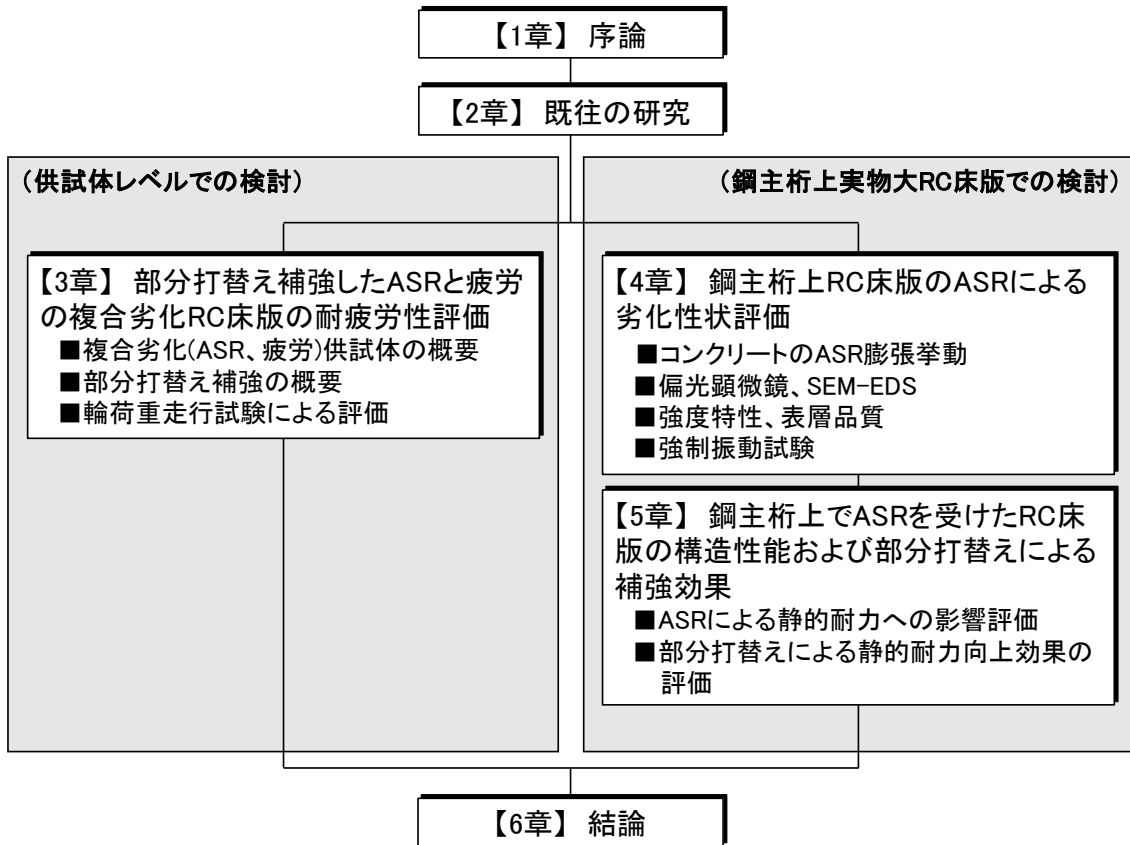 【1章】 序論
【2章】 既往の研究
（供試体レベルでの検討）
【3章】 部分打替え補強したASRと疲労
の複合劣化RC床版の耐疲労性評価
■複合劣化(ASR、疲労)供試体の概要
■部分打替え補強の概要
■輪荷重走行試験による評価
（鋼主桁上実物大RC床版での検討）
【4章】 鋼主桁上RC床版のASRによる
劣化性状評価
■コンクリートのASR膨張挙動
■偏光顕微鏡、SEM-EDS
■強度特性、表層品質
■強制振動試験
【5章】 鋼主桁上でASRを受けたRC床
版の構造性能および部分打替えによる
補強効果
■ASRによる静的耐力への影響評価
■部分打替えによる静的耐力向上効果の
評価
【6章】 結論